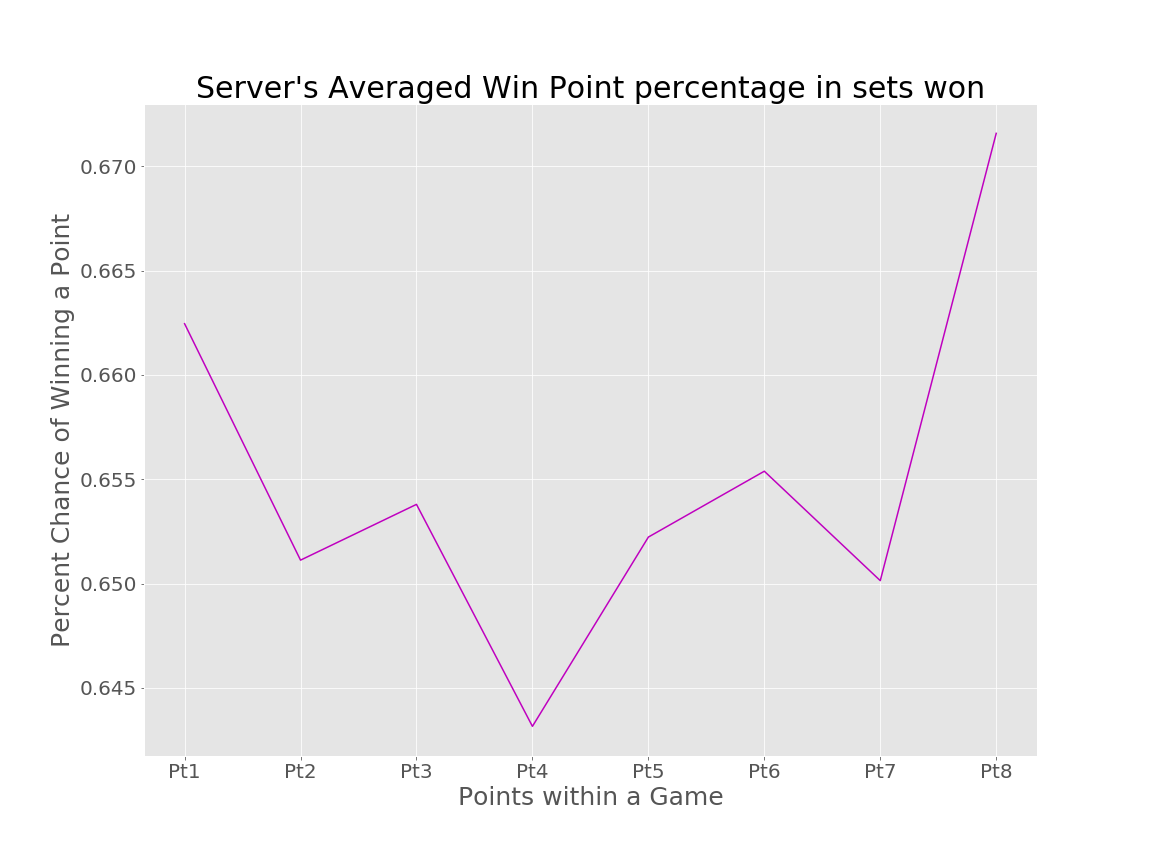 Server's Averaged Win Point percentage in sets won
Percent Chance of Winning a Point
0.670
0.665
0.660
0.655
0.650
0.645
Pt1 Pt2 Pt3 Pt4 Pt5 Pt6 Pt7 Pt8
Points within a Game